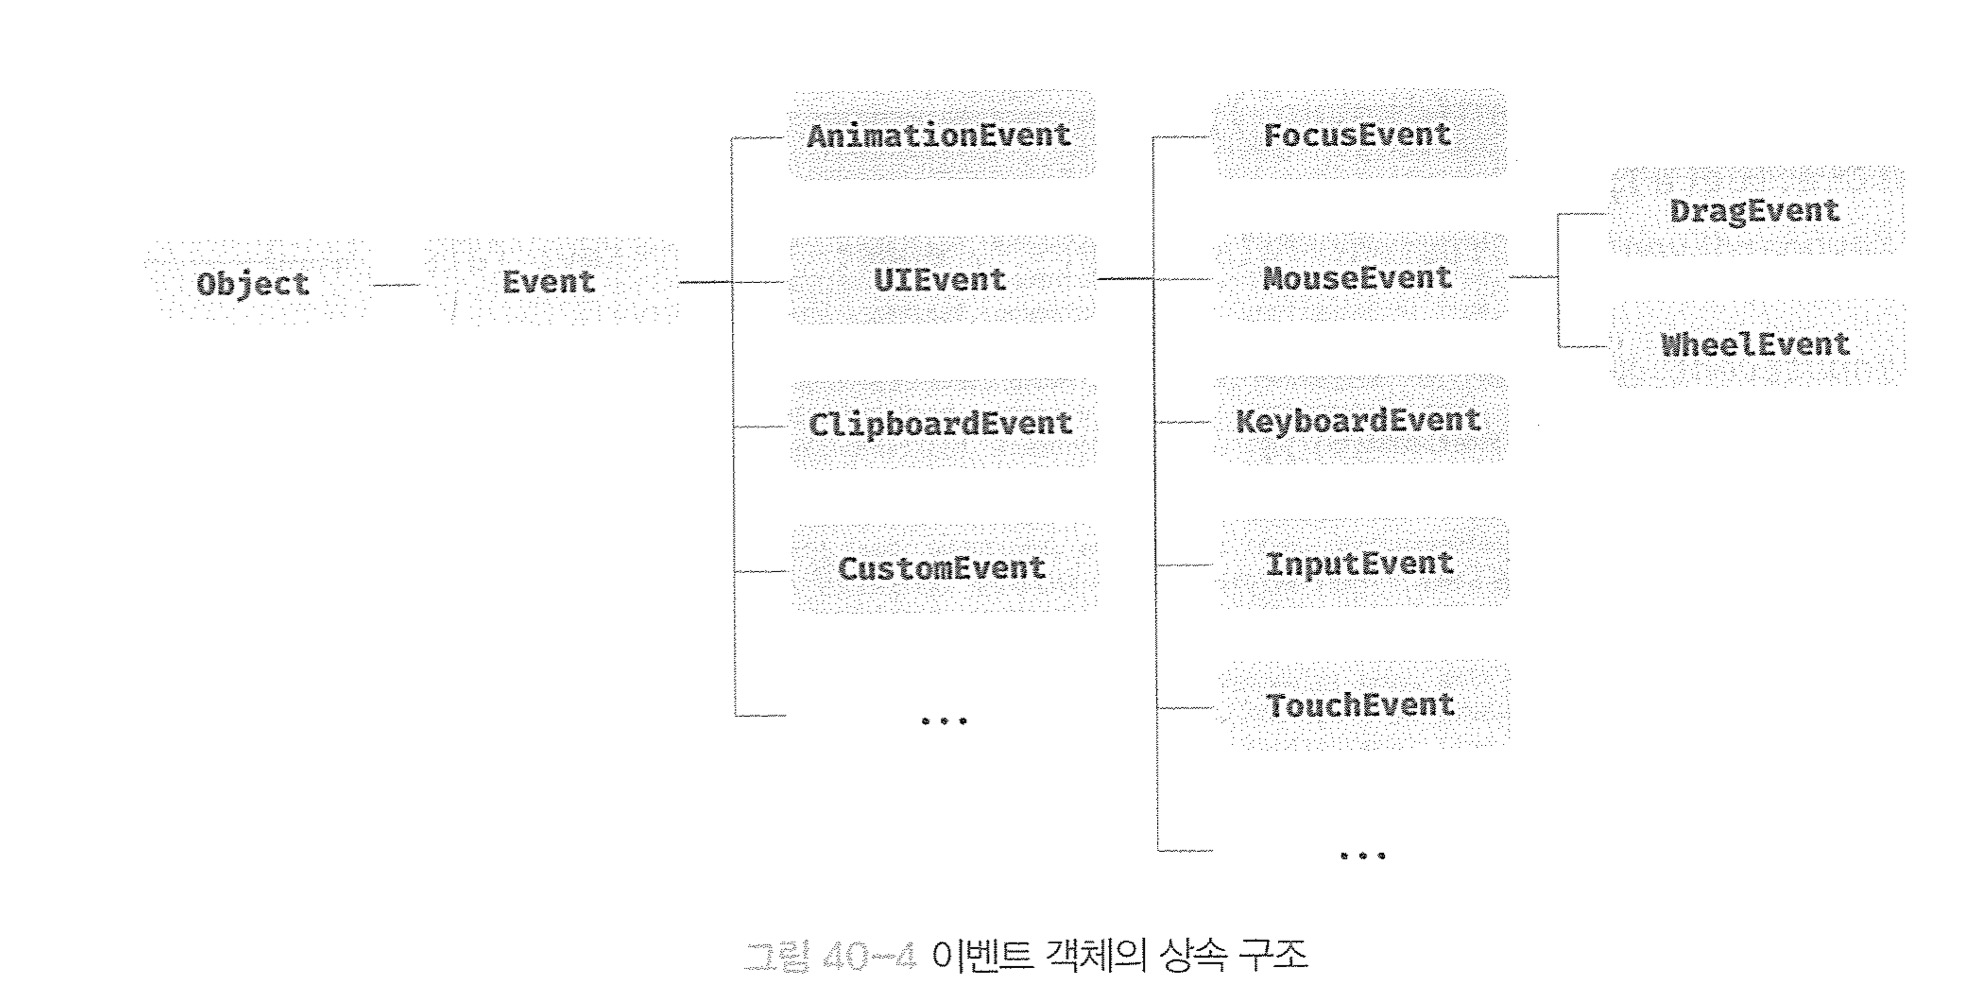 Object
Event
AnimationEvent
UIEvent
ClipboardEvent
CustomEvent
...
FocusEvent
MouseEvent
KeyboardEvent
InputEvent
TouchEvent
...
DragEvent
WheelEvent
그림 40-4 이벤트 객체의 상속 구조